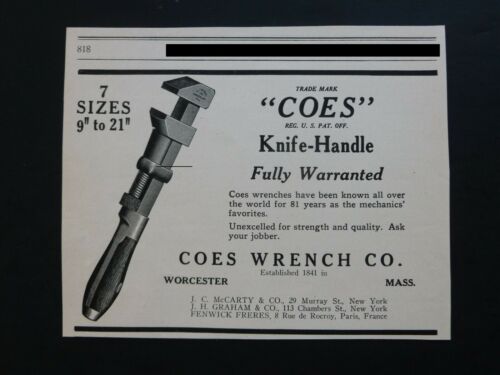 818
7
SIZES
9" to 21"
TRADE MARK
"COES"
REG. U. S. PAT. OFF.
Knife-Handle
Fully Warranted
Coes wrenches have been known all over
the world for 81 years as the mechanics'
favorites.
Unexcelled for strength and quality. Ask
your jobber.
COES WRENCH CO.
Established 1841 in
WORCESTER MASS.
J. C. McCARTY & CO., 29 Murray St., New York
J. H. GRAHAM & CO., 113 Chambers St., New York
FENWICK FRERES, 8 Rue de Rocroy, Paris, France